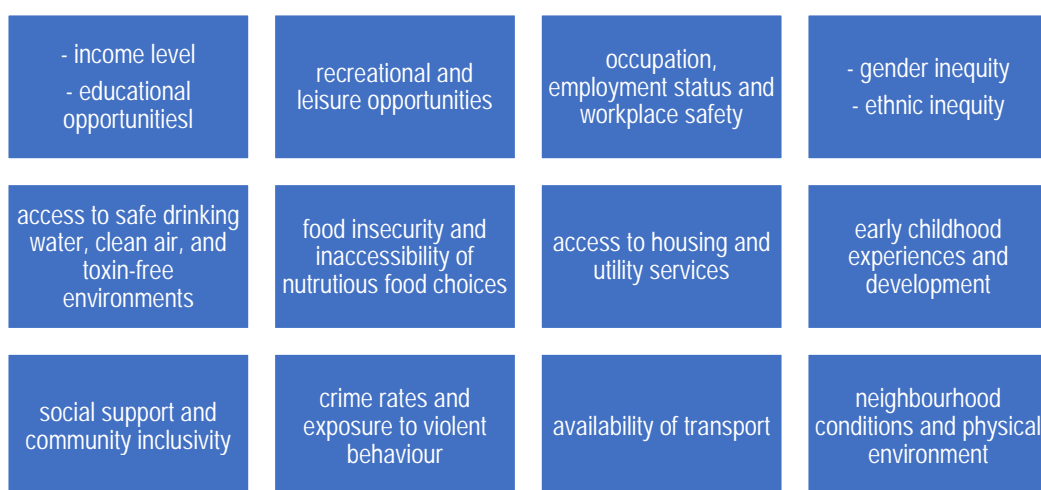 - income level
- educational
opportunitiesl
recreational and
leisure opportunities
occupation,
employment status and
workplace safety
- gender inequity
- ethnic inequity
access to safe drinking
water, clean air, and
toxin-free
environments
food insecurity and
inaccessibility of
nutrutious food choices
access to housing and
utility services
early childhood
experiences and
development
social support and
community inclusivity
crime rates and
exposure to violent
behaviour
availability of transport
neighbourhood
conditions and physical
environment